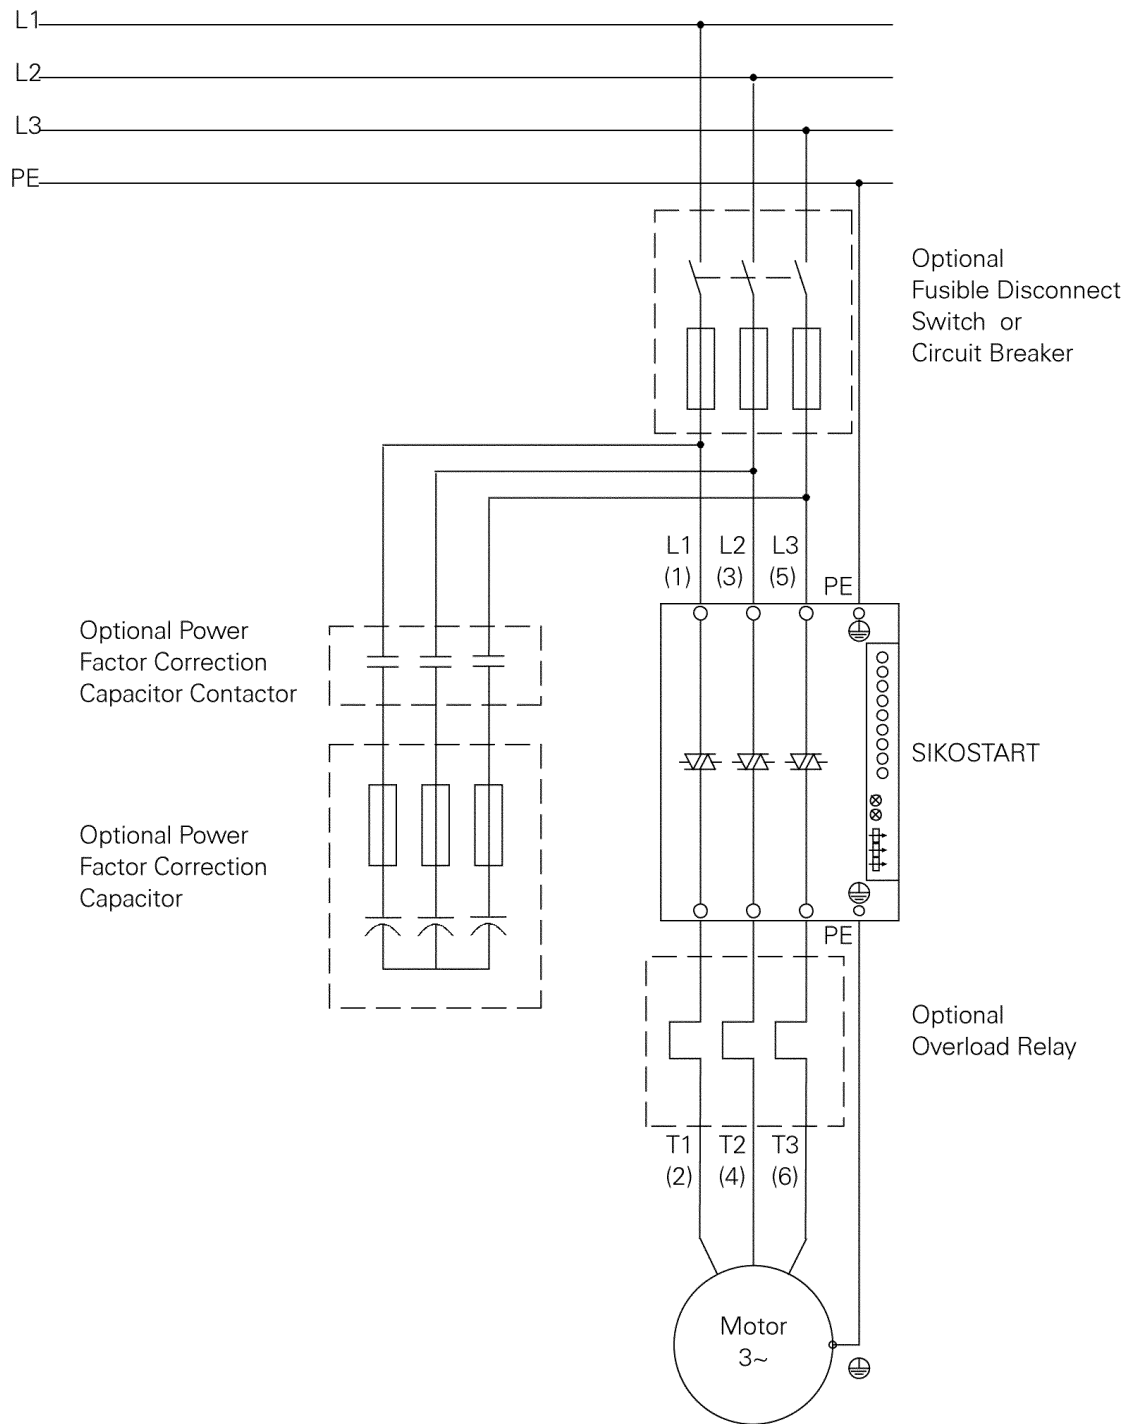 L1
L2
L3
PE
Optional
Fusible Disconnect
Switch or
Circuit Breaker
L1 L2 L3
(1) (3) (5)
PE
Optional Power
Factor Correction
Capacitor Contactor
SIKOSTART
Optional Power
Factor Correction
Capacitor
PE
Optional
Overload Relay
T1 T2 T3
(2) (4) (6)
Motor
3~